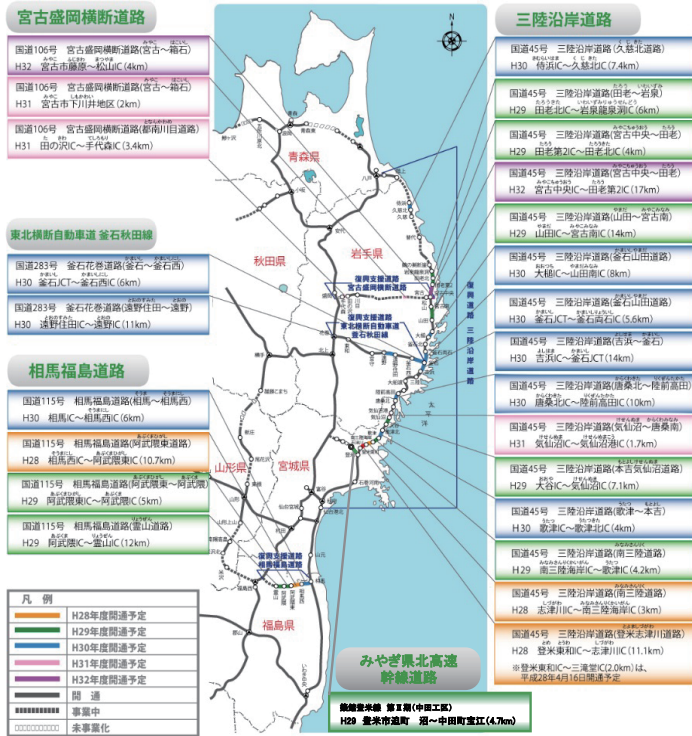 宮古盛岡横断道路
国道106号 宮古盛岡横断道路(宮古～箱石)
H32 宮古市藤原～松山IC(4km)
国道106号 宮古盛岡横断道路(宮古～箱石)
H31 宮古市下川井地区(2km)
国道106号 宮古盛岡横断道路(都南川目道路)
H31 田の沢IC～手代森IC(3.4km)
東北横断自動車道 釜石秋田線
国道283号 釜石花巻道路(釜石～釜石西)
H30 釜石JCT～釜石西IC(6km)
国道283号 釜石花巻道路(遠野住田～遠野)
H30 遠野住田IC～遠野IC(11km)
相馬福島道路
国道115号 相馬福島道路(相馬～相馬西)
H30 相馬IC～相馬西IC(6km)
国道115号 相馬福島道路(阿武隈東道路)
H28 相馬西IC～阿武隈東IC(10.7km)
国道115号 相馬福島道路(阿武隈東～阿武隈)
H29 阿武隈東IC～阿武隈IC(5km)
国道115号 相馬福島道路(霊山道路)
H29 阿武隈IC～霊山IC(12km)
凡例
H28年度開通予定
H29年度開通予定
H30年度開通予定
H31年度開通予定
H32年度開通予定
開通
事業中
未事業化
N
青森県
秋田県
岩手県
山形県
宮城県
福島県
八戸
久慈
宮古
山田
北上
横手
遠野
気仙沼
郡山
太平洋
復興支援道路
宮古盛岡横断道路
復興支援道路
東北横断自動車道
釜石秋田線
復興道路 三陸沿岸道路
復興支援道路
相馬福島道路
みやぎ県北高速
幹線道路
築館登米線 第Ⅱ期(中田工区)
H29 登米市迫町 沼～中田町宝江(4.7km)
三陸沿岸道路
国道45号 三陸沿岸道路(久慈北道路)
H30 侍浜IC～久慈北IC(7.4km)
国道45号 三陸沿岸道路(田老～岩泉)
H29 田老北IC～岩泉龍泉洞IC(6km)
国道45号 三陸沿岸道路(宮古中央～田老)
H29 田老第2IC～田老北IC(4km)
国道45号 三陸沿岸道路(宮古中央～田老)
H32 宮古中央IC～田老第2IC(17km)
国道45号 三陸沿岸道路(山田～宮古南)
H29 山田IC～宮古南IC(14km)
国道45号 三陸沿岸道路(釜石山田道路)
H30 大槌IC～山田南IC(8km)
国道45号 三陸沿岸道路(釜石山田道路)
H30 釜石JCT～釜石両石IC(5.6km)
国道45号 三陸沿岸道路(吉浜～釜石)
H30 吉浜IC～釜石JCT(14km)
国道45号 三陸沿岸道路(唐桑北～陸前高田)
H30 唐桑北IC～陸前高田IC(10km)
国道45号 三陸沿岸道路(気仙沼～唐桑南)
H31 気仙沼IC～気仙沼港IC(1.7km)
国道45号 三陸沿岸道路(本吉気仙沼道路)
H29 大谷IC～気仙沼IC(7.1km)
国道45号 三陸沿岸道路(歌津～本吉)
H30 歌津IC～歌津北IC(4km)
国道45号 三陸沿岸道路(南三陸道路)
H29 南三陸海岸IC～歌津IC(4.2km)
国道45号 三陸沿岸道路(南三陸道路)
H28 志津川IC～南三陸海岸IC(3km)
国道45号 三陸沿岸道路(登米志津川道路)
H28 登米東和IC～志津川IC(11.1km)
※登米東和IC～三滝堂IC(2.0km)は、
平成28年4月16日開通予定